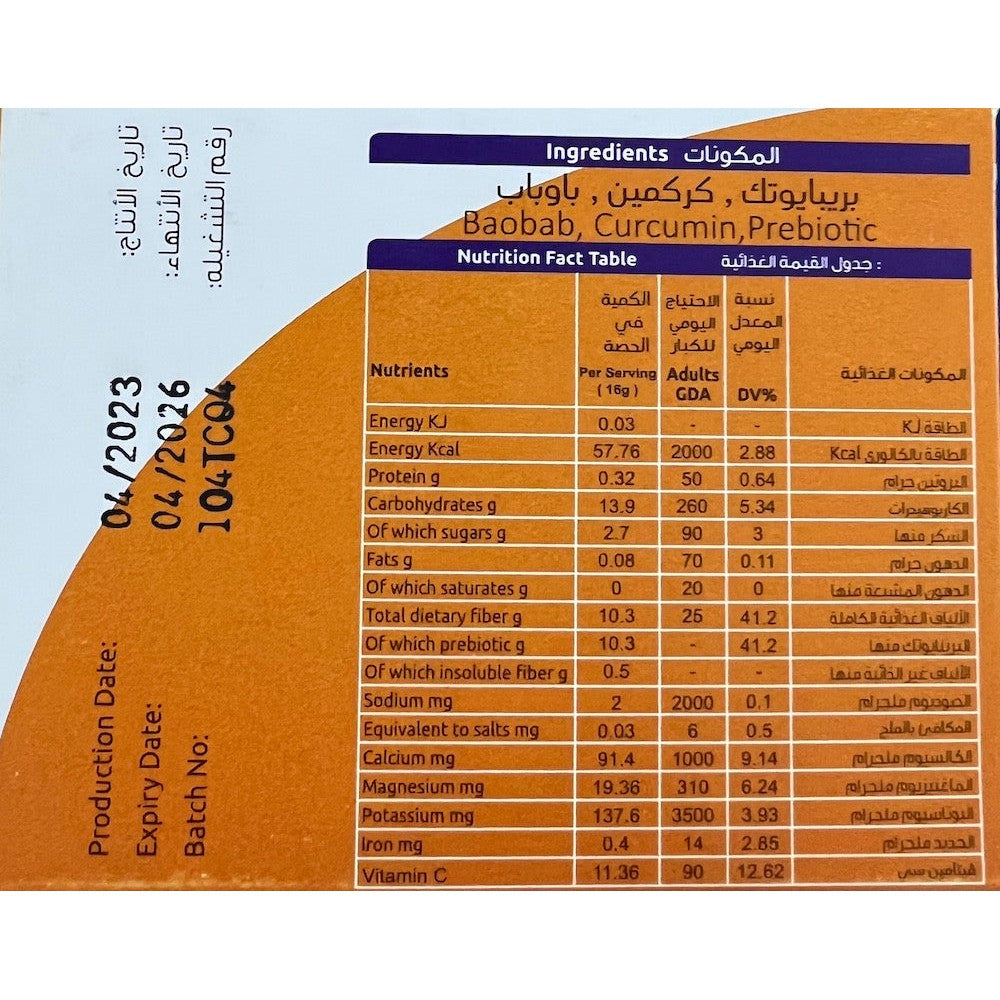 المكونات Ingredients
بريبايوتك , كركمين , باوباب
Baobab, Curcumin,Prebiotic
Nutrition Fact Table جدول القيمة الغذائية :
Nutrients الكمية في الحصة Per Serving ( 16g ) الاحتياج اليومي للكبار Adults GDA نسبة المعدل اليومي DV% المكونات الغذائية
Energy KJ 0.03 - - الطاقة KJ
Energy Kcal 57.76 2000 2.88 الطاقة بالكالوري Kcal
Protein g 0.32 50 0.64 البروتين جرام
Carbohydrates g 13.9 260 5.34 الكاربوهيدرات
Of which sugars g 2.7 90 3 السكر منها
Fats g 0.08 70 0.11 الدهون جرام
Of which saturates g 0 20 0 الدهون المشبعة منها
Total dietary fiber g 10.3 25 41.2 الألياف الغذائية الكاملة
Of which prebiotic g 10.3 - 41.2 البريبايوتك منها
Of which insoluble fiber g 0.5 - - الألياف غير الذائبة منها
Sodium mg 2 2000 0.1 الصوديوم ملجرام
Equivalent to salts mg 0.03 6 0.5 المكافئ بالملح
Calcium mg 91.4 1000 9.14 الكالسيوم ملجرام
Magnesium mg 19.36 310 6.24 الماغنيسيوم ملجرام
Potassium mg 137.6 3500 3.93 البوتاسيوم ملجرام
Iron mg 0.4 14 2.85 الحديد ملجرام
Vitamin C 11.36 90 12.62 فيتامين سي
Production Date: 04/2023 تاريخ الأنتاج:
Expiry Date: 04/2026 تاريخ الأنتهاء:
Batch No: 104TC04 رقم التشغيله: